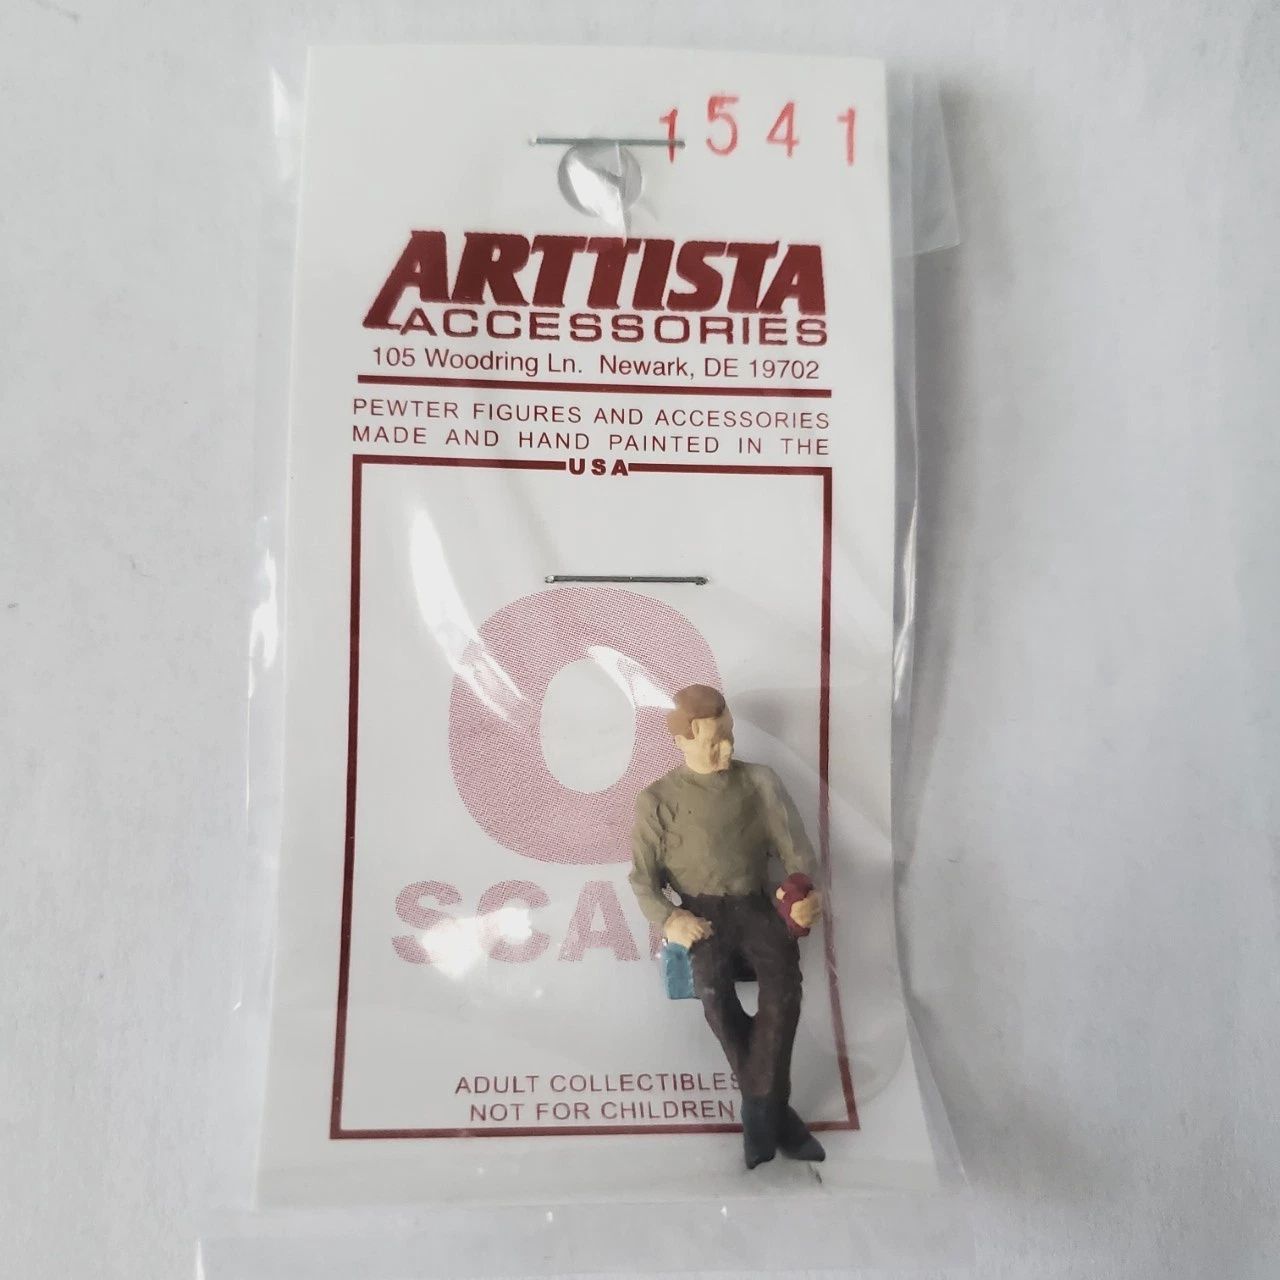 1541
ARTTISTA
ACCESSORIES
105 Woodring Ln. Newark, DE 19702
PEWTER FIGURES AND ACCESSORIES
MADE AND HAND PAINTED IN THE
USA
O
ADULT COLLECTIBLES
NOT FOR CHILDREN